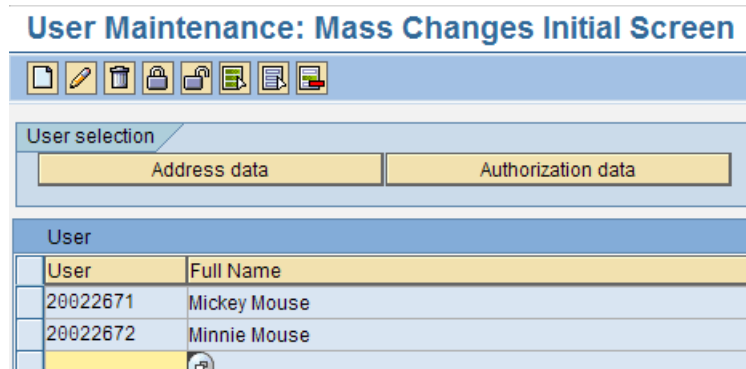 User Maintenance: Mass Changes Initial Screen
User selection
Address data Authorization data
User
User Full Name
20022671 Mickey Mouse
20022672 Minnie Mouse